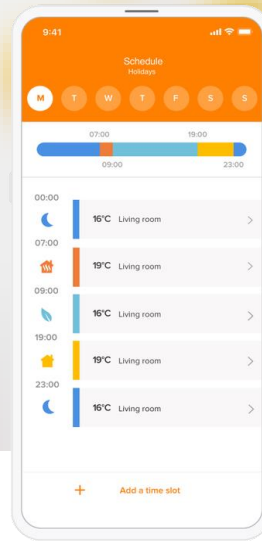 9:41
Schedule
Holidays
M T W T F S S
07:00 19:00
09:00 23:00
00:00
16°C Living room
07:00
19°C Living room
09:00
16°C Living room
19:00
19°C Living room
23:00
16°C Living room
+ Add a time slot